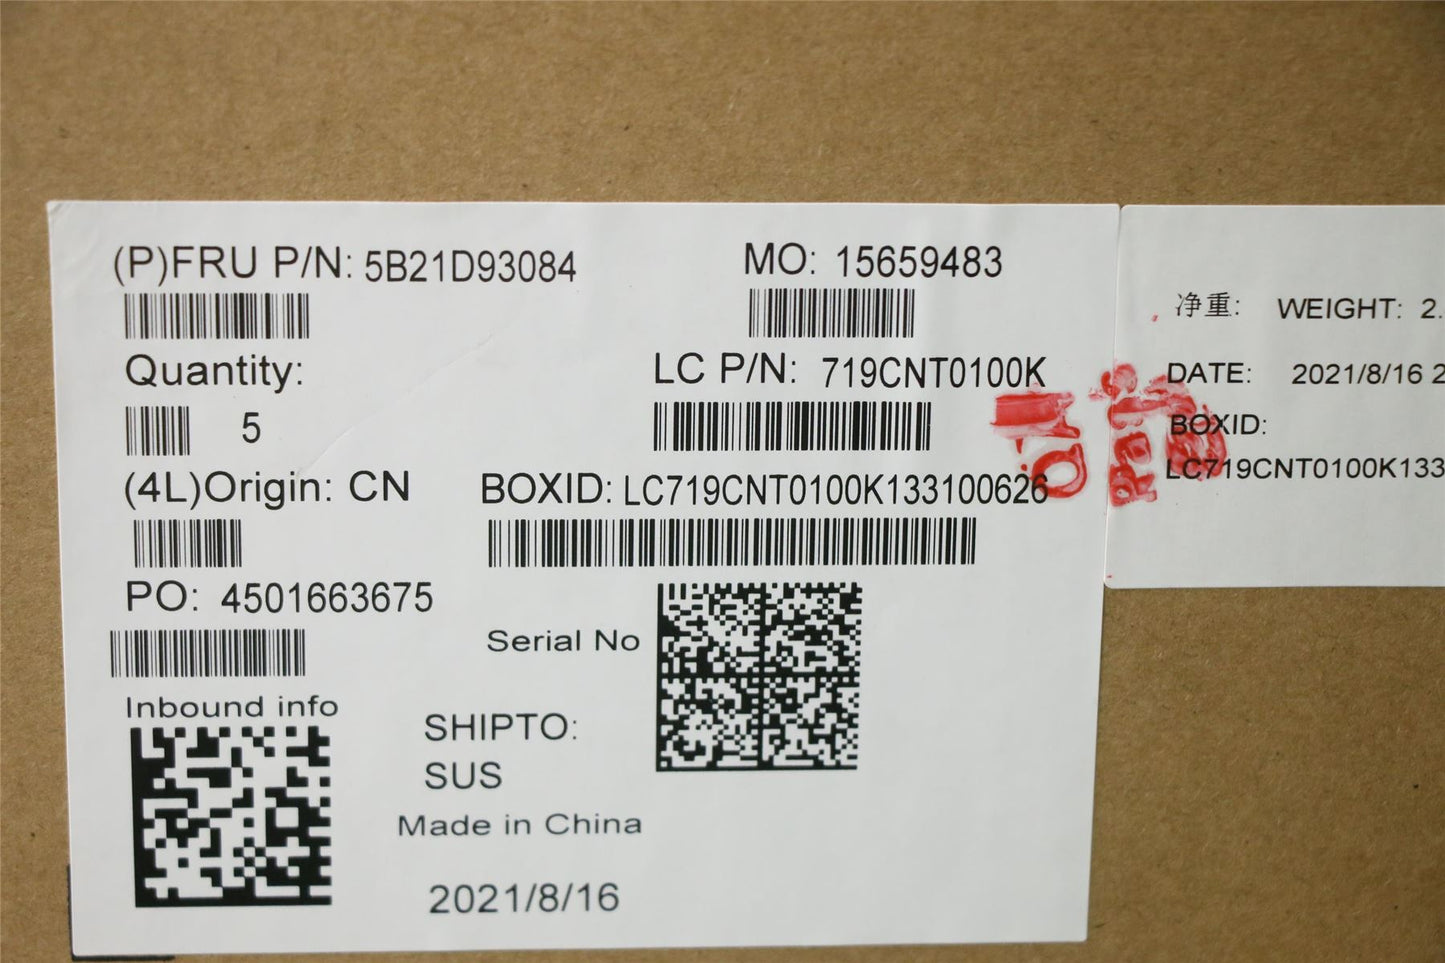 (P)FRU P/N: 5B21D93084
MO: 15659483
Quantity:
5
LC P/N: 719CNT0100K
(4L)Origin: CN
BOXID: LC719CNT0100K133100626
PO: 4501663675
Serial No
Inbound info
SHIPTO:
SUS
Made in China
2021/8/16
净重: WEIGHT: 2.
DATE: 2021/8/16 2
BOXID:
LC719CNT0100K133